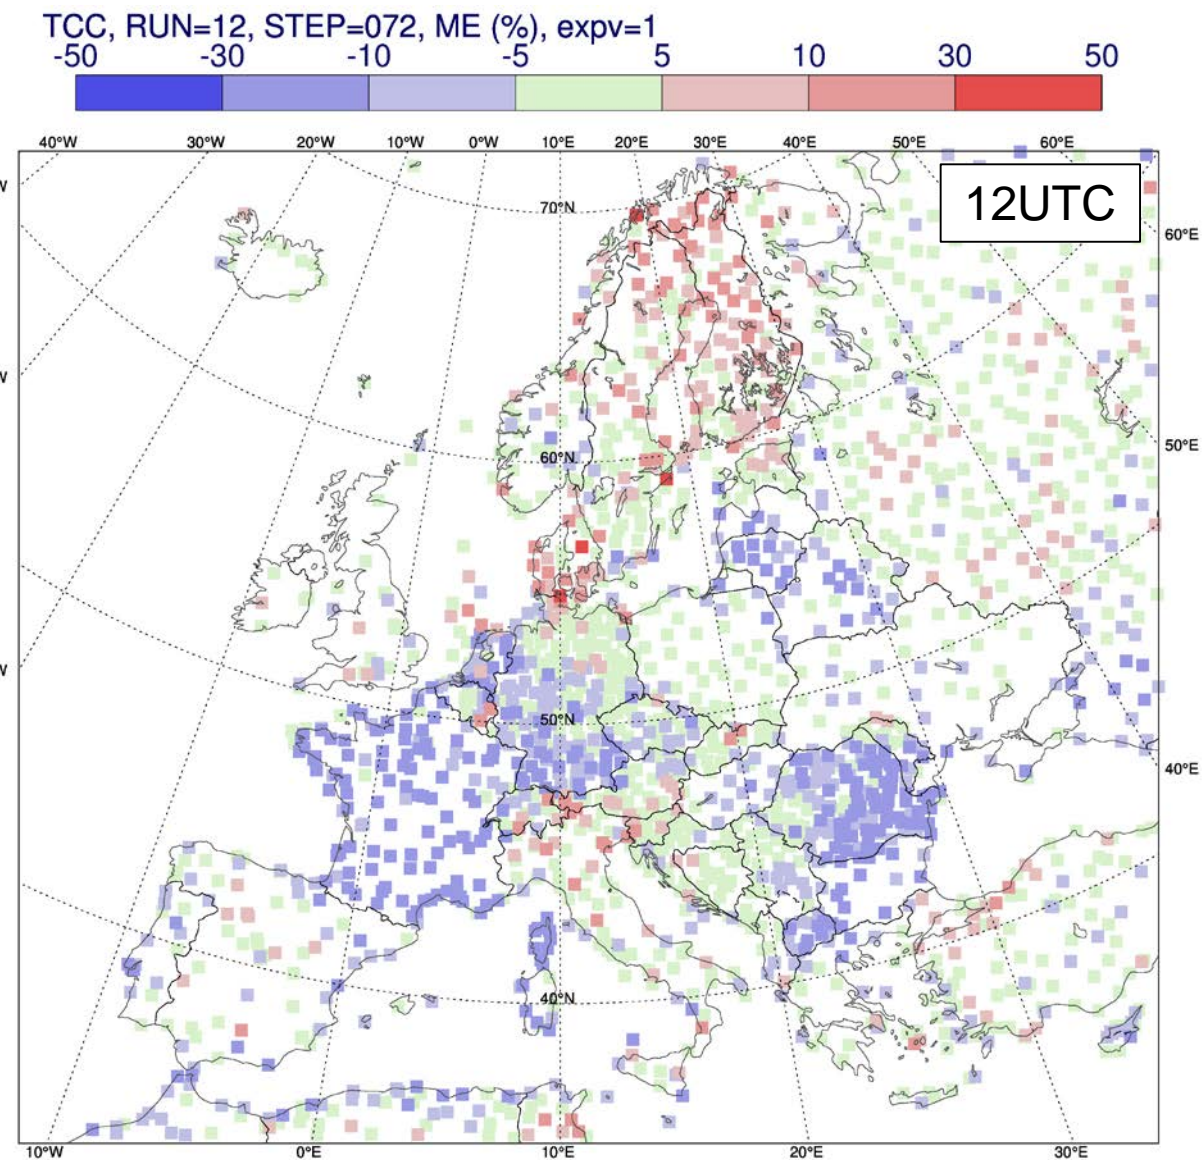 TCC, RUN=12, STEP=072, ME (%), expv=1
-50 -30 -10 -5 5 10 30 50
40°W 30°W 20°W 10°W 0°W 10°E 20°E 30°E 40°E 50°E 60°E
12UTC
W
70°N
60°E
W
60°N
50°E
W
50°N
40°E
40°N
10°W 0°E 10°E 20°E 30°E